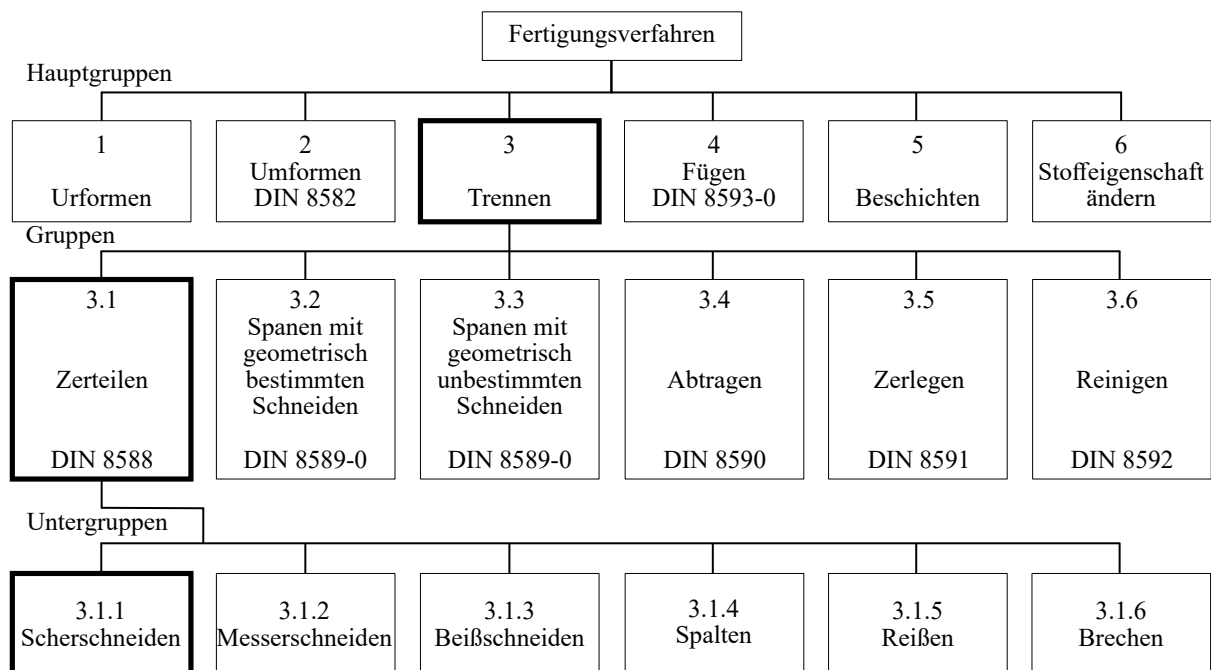 Fertigungsverfahren
Hauptgruppen
1
Urformen
2
Umformen
DIN 8582
3
Trennen
4
Fügen
DIN 8593-0
5
Beschichten
6
Stoffeigenschaft
ändern
Gruppen
3.1
Zerteilen
DIN 8588
3.2
Spanen mit
geometrisch
bestimmten
Schneiden
DIN 8589-0
3.3
Spanen mit
geometrisch
unbestimmten
Schneiden
DIN 8589-0
3.4
Abtragen
DIN 8590
3.5
Zerlegen
DIN 8591
3.6
Reinigen
DIN 8592
Untergruppen
3.1.1
Scherschneiden
3.1.2
Messerschneiden
3.1.3
Beißschneiden
3.1.4
Spalten
3.1.5
Reißen
3.1.6
Brechen